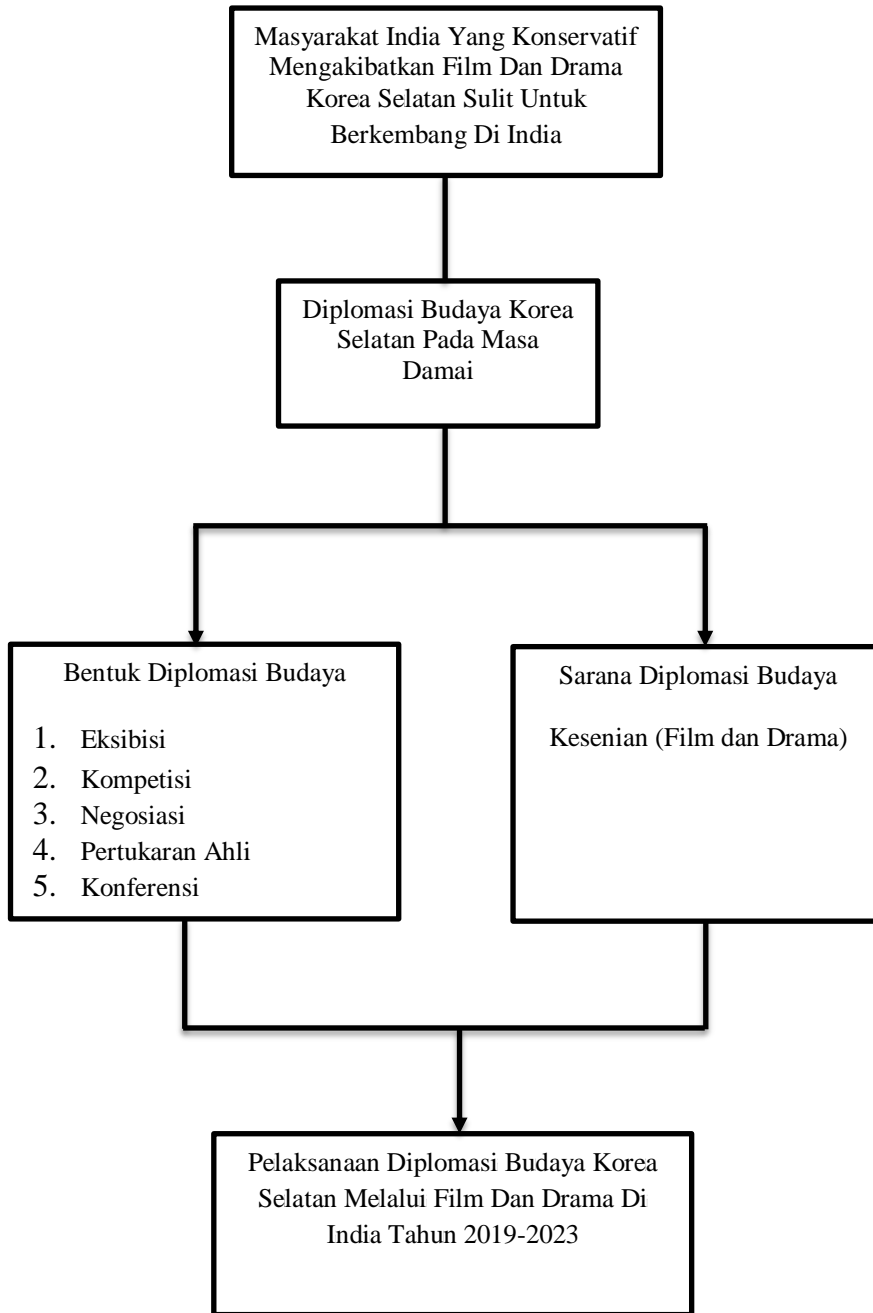 Masyarakat India Yang Konservatif
Mengakibatkan Film Dan Drama
Korea Selatan Sulit Untuk
Berkembang Di India
Diplomasi Budaya Korea
Selatan Pada Masa
Damai
Bentuk Diplomasi Budaya
1. Eksibisi
2. Kompetisi
3. Negosiasi
4. Pertukaran Ahli
5. Konferensi
Sarana Diplomasi Budaya
Kesenian (Film dan Drama)
Pelaksanaan Diplomasi Budaya Korea
Selatan Melalui Film Dan Drama Di
India Tahun 2019-2023